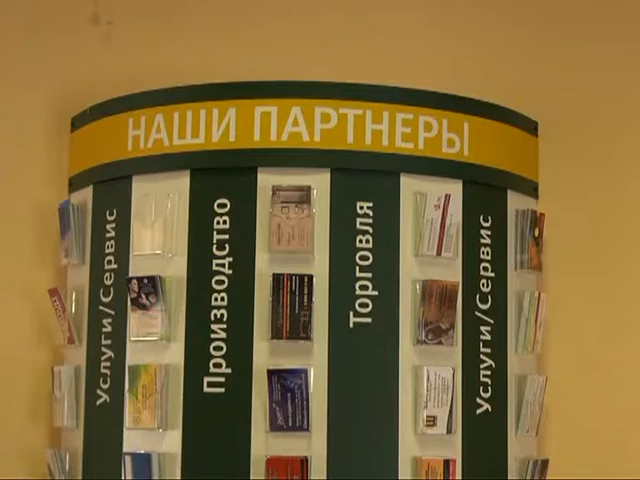 НАШИ ПАРТНЕРЫ
Услуги/Сервис
Производство
Торговля
Услуги/Сервис